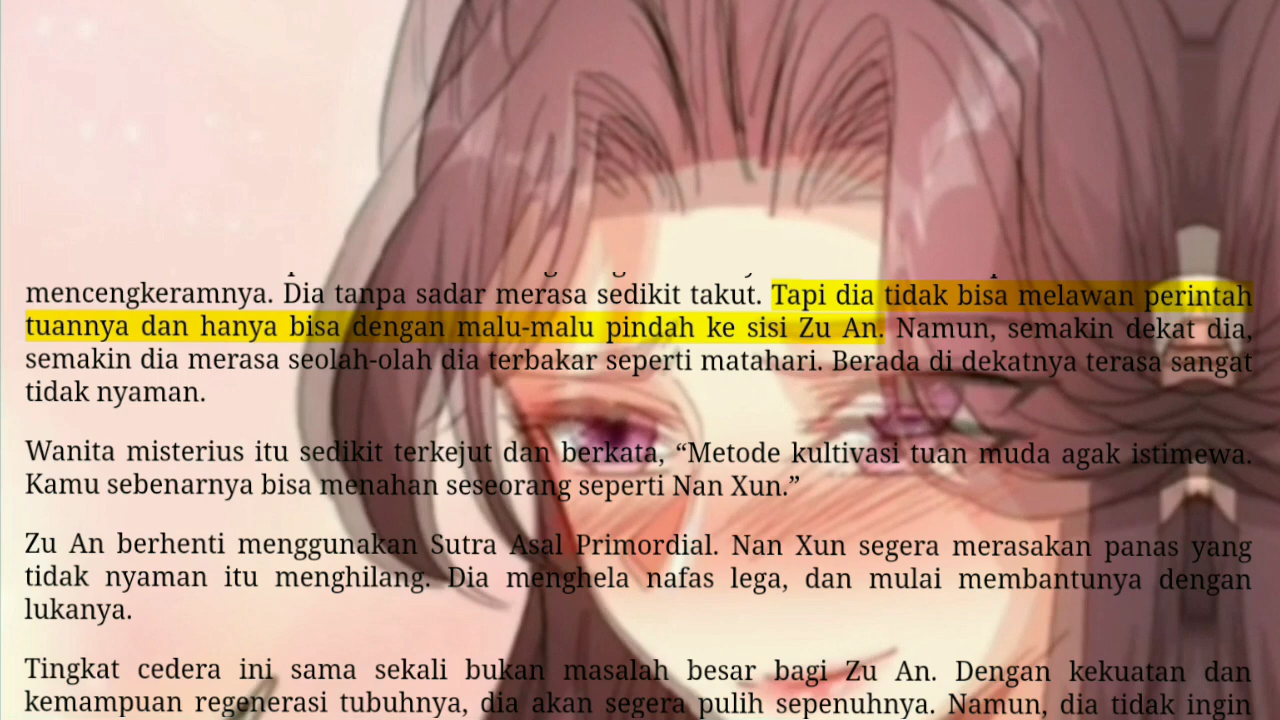 mencengkeramnya. Dia tanpa sadar merasa sedikit takut. Tapi dia tidak bisa melawan perintah
tuannya dan hanya bisa dengan malu-malu pindah ke sisi Zu An. Namun, semakin dekat dia,
semakin dia merasa seolah-olah dia terbakar seperti matahari. Berada di dekatnya terasa sangat
tidak nyaman.
Wanita misterius itu sedikit terkejut dan berkata, “Metode kultivasi tuan muda agak istimewa.
Kamu sebenarnya bisa menahan seseorang seperti Nan Xun.”
Zu An berhenti menggunakan Sutra Asal Primordial. Nan Xun segera merasakan panas yang
tidak nyaman itu menghilang. Dia menghela nafas lega, dan mulai membantunya dengan
lukanya.
Tingkat cedera ini sama sekali bukan masalah besar bagi Zu An. Dengan kekuatan dan
kemampuan regenerasi tubuhnya, dia akan segera pulih sepenuhnya. Namun, dia tidak ingin